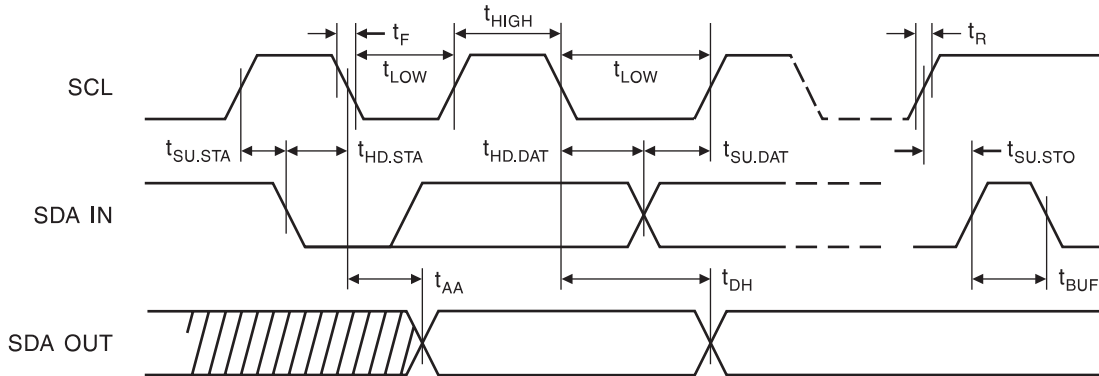 tHIGH
tF
tR
tLOW
tLOW
SCL
tSU.STA
tHD.STA
tHD.DAT
tSU.DAT
tSU.STO
SDA IN
tAA
tDH
tBUF
SDA OUT